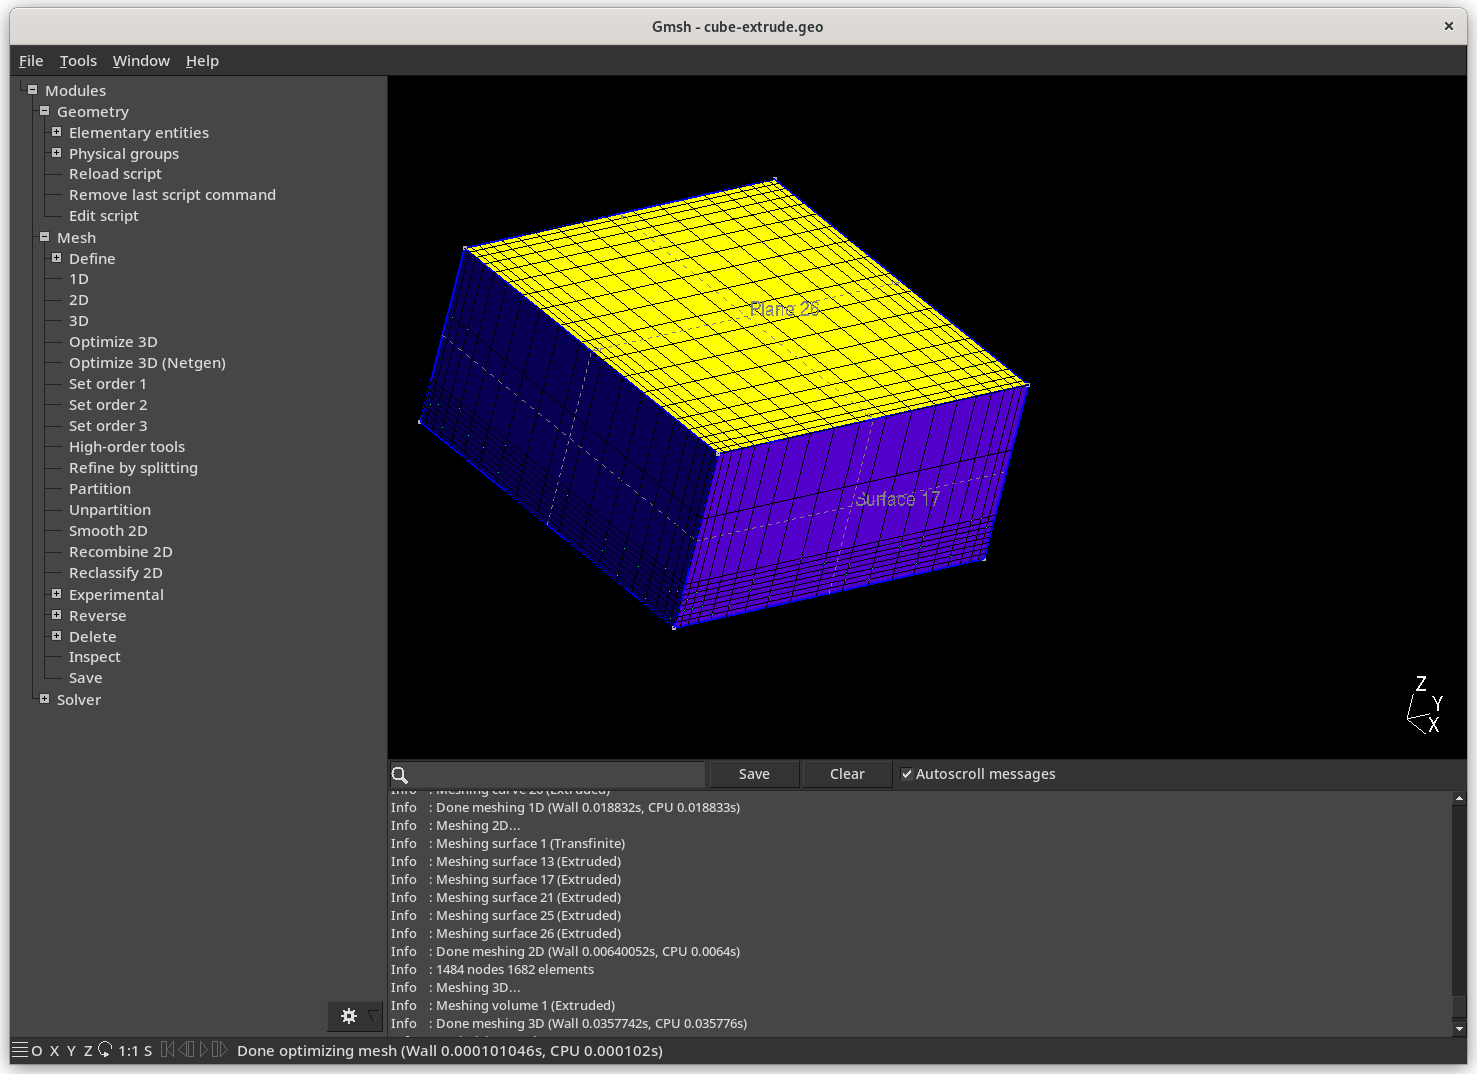 Gmsh - cube-extrude.geo
File Tools Window Help
Modules
Geometry
Elementary entities
Physical groups
Reload script
Remove last script command
Edit script
Mesh
Define
1D
2D
3D
Optimize 3D
Optimize 3D (Netgen)
Set order 1
Set order 2
Set order 3
High-order tools
Refine by splitting
Partition
Unpartition
Smooth 2D
Recombine 2D
Reclassify 2D
Experimental
Reverse
Delete
Inspect
Save
Solver
Plane 26
Surface 17
Z
Y
X
Save Clear Autoscroll messages
Info : Done meshing 1D (Wall 0.018832s, CPU 0.018833s)
Info : Meshing 2D...
Info : Meshing surface 1 (Transfinite)
Info : Meshing surface 13 (Extruded)
Info : Meshing surface 17 (Extruded)
Info : Meshing surface 21 (Extruded)
Info : Meshing surface 25 (Extruded)
Info : Meshing surface 26 (Extruded)
Info : Done meshing 2D (Wall 0.00640052s, CPU 0.0064s)
Info : 1484 nodes 1682 elements
Info : Meshing 3D...
Info : Meshing volume 1 (Extruded)
Info : Done meshing 3D (Wall 0.0357742s, CPU 0.035776s)
O X Y Z 1:1 S Done optimizing mesh (Wall 0.000101046s, CPU 0.000102s)